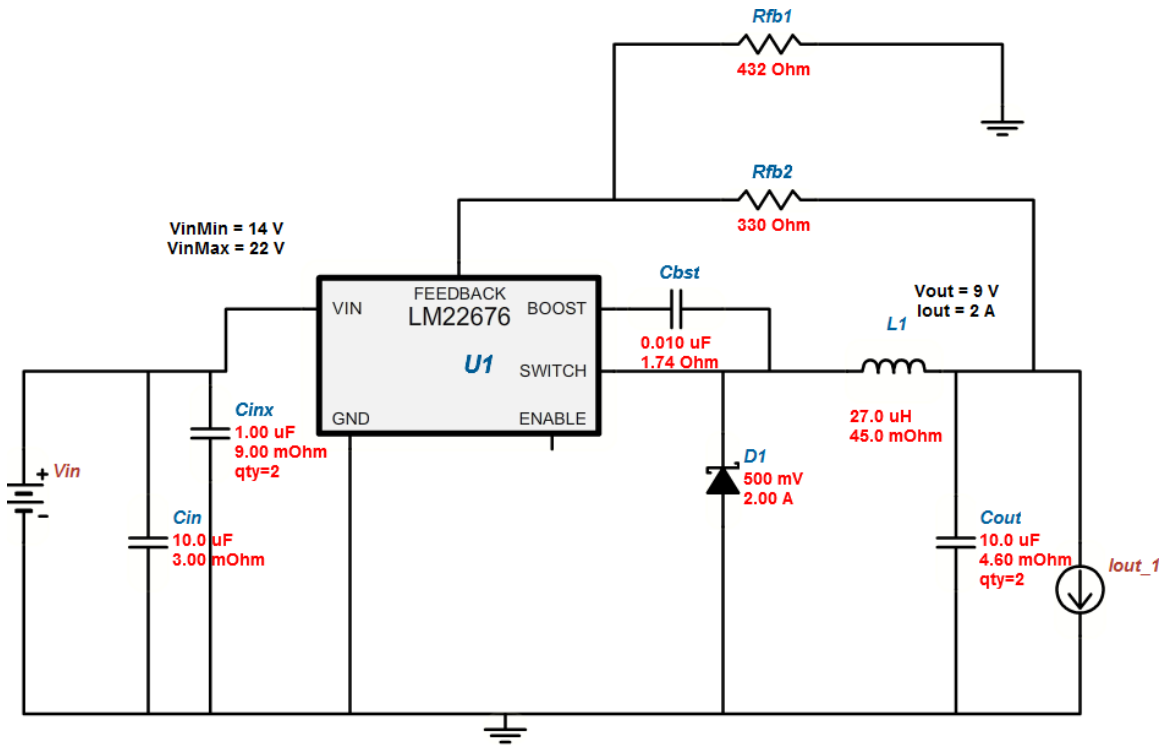 Rfb1
432 Ohm
Rfb2
330 Ohm
VinMin = 14 V
VinMax = 22 V
FEEDBACK
LM22676
U1
VIN
BOOST
SWITCH
GND
ENABLE
Cbst
0.010 uF
1.74 Ohm
Vout = 9 V
Iout = 2 A
L1
27.0 uH
45.0 mOhm
Cinx
1.00 uF
9.00 mOhm
qty=2
+
Vin
-
Cin
10.0 uF
3.00 mOhm
D1
500 mV
2.00 A
Cout
10.0 uF
4.60 mOhm
qty=2
Iout_1